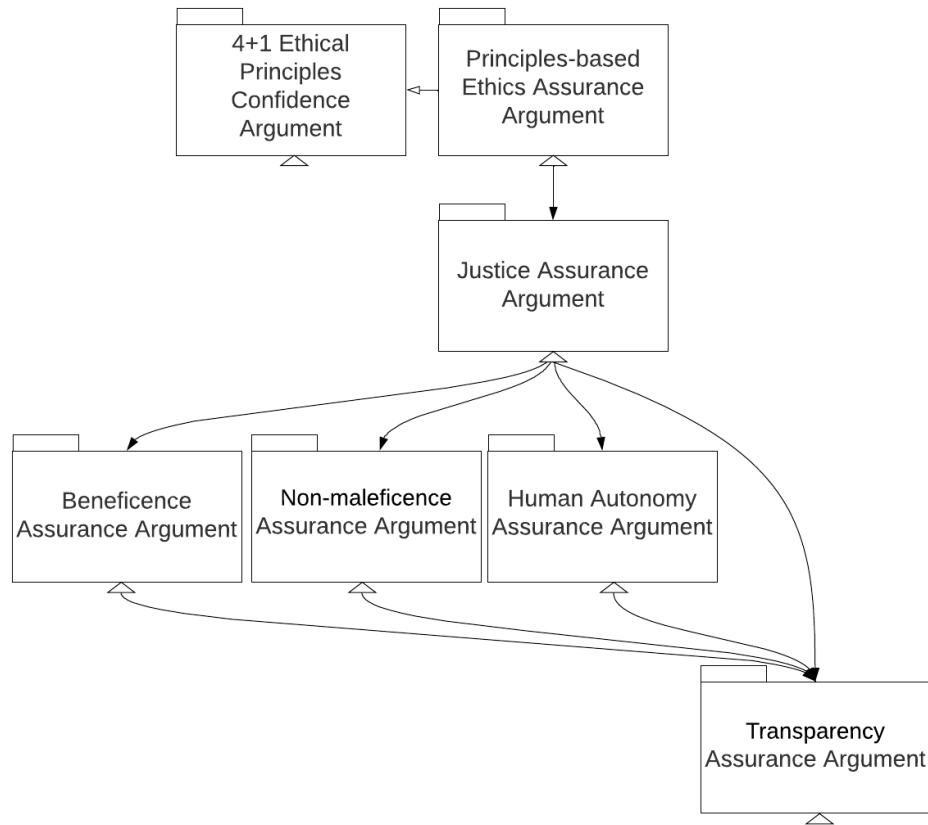 4+1 Ethical
Principles
Confidence
Argument
Principles-based
Ethics Assurance
Argument
Justice Assurance
Argument
Beneficence
Assurance Argument
Non-maleficence
Assurance Argument
Human Autonomy
Assurance Argument
Transparency
Assurance Argument